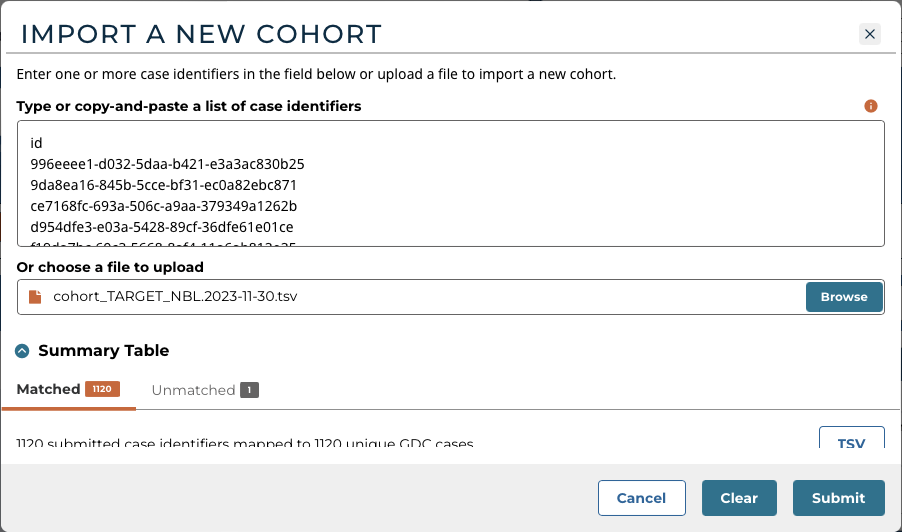 IMPORT A NEW COHORT
Enter one or more case identifiers in the field below or upload a file to import a new cohort.
Type or copy-and-paste a list of case identifiers
id
996eeee1-d032-5daa-b421-e3a3ac830b25
9da8ea16-845b-5cce-bf31-ec0a82ebc871
ce7168fc-693a-506c-a9aa-379349a1262b
d954dfe3-e03a-5428-89cf-36dfe61e01ce
Or choose a file to upload
cohort_TARGET_NBL.2023-11-30.tsv
Browse
Summary Table
Matched 1120 Unmatched 1
1120 submitted case identifiers mapped to 1120 unique GDC cases
TSV
Cancel Clear Submit